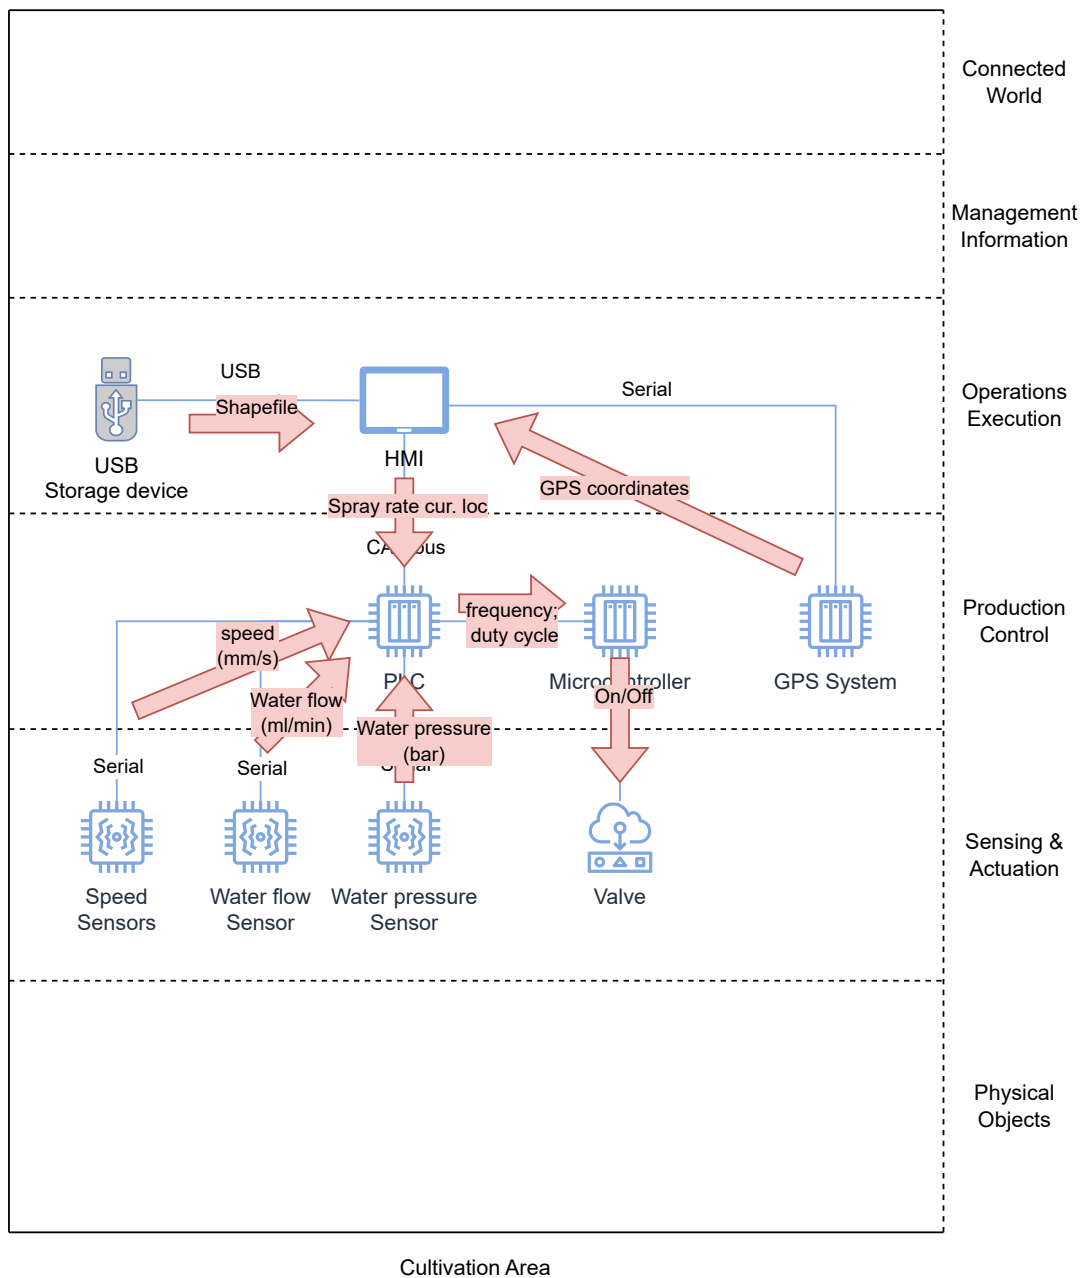 Connected
World
Management
Information
USB
Shapefile
Serial
Operations
Execution
HMI
USB
Storage device
GPS coordinates
Spray rate cur. loc
frequency;
duty cycle
Production
Control
speed
(mm/s)
Microcontroller
GPS System
On/Off
Water flow
(ml/min)
Water pressure
(bar)
Serial
Serial
Sensing &
Actuation
Speed
Sensors
Water flow
Sensor
Water pressure
Sensor
Valve
Physical
Objects
Cultivation Area